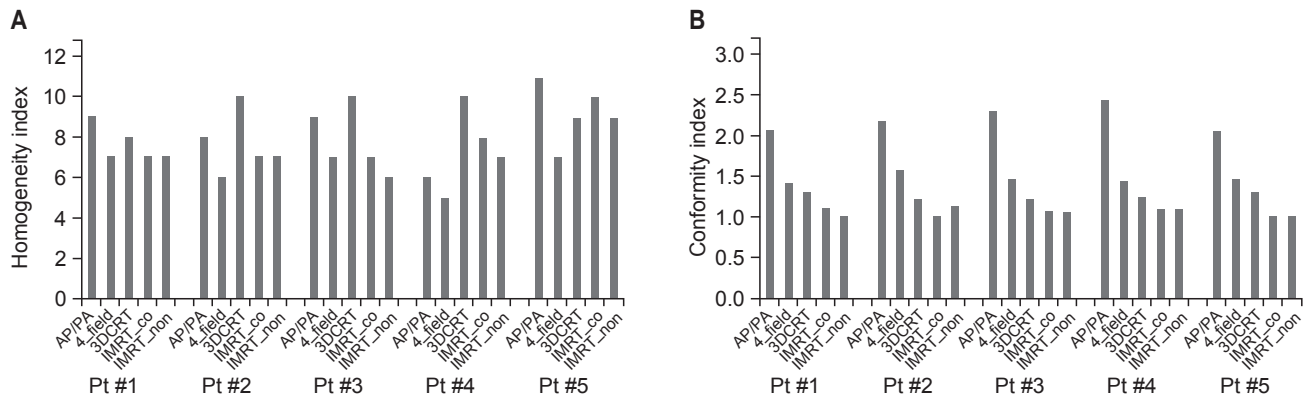 A
Homogeneity index
12
10
8
6
4
2
0
AP/PA
4_field
3DCRT
IMRT_co
IMRT_non
AP/PA
4_field
3DCRT
IMRT_co
IMRT_non
AP/PA
4_field
3DCRT
IMRT_co
IMRT_non
AP/PA
4_field
3DCRT
IMRT_co
IMRT_non
AP/PA
4_field
3DCRT
IMRT_co
IMRT_non
Pt #1 Pt #2 Pt #3 Pt #4 Pt #5
B
Conformity index
3.0
2.5
2.0
1.5
1.0
0.5
0.0
AP/PA
4_field
3DCRT
IMRT_co
IMRT_non
AP/PA
4_field
3DCRT
IMRT_co
IMRT_non
AP/PA
4_field
3DCRT
IMRT_co
IMRT_non
AP/PA
4_field
3DCRT
IMRT_co
IMRT_non
AP/PA
4_field
3DCRT
IMRT_co
IMRT_non
Pt #1 Pt #2 Pt #3 Pt #4 Pt #5